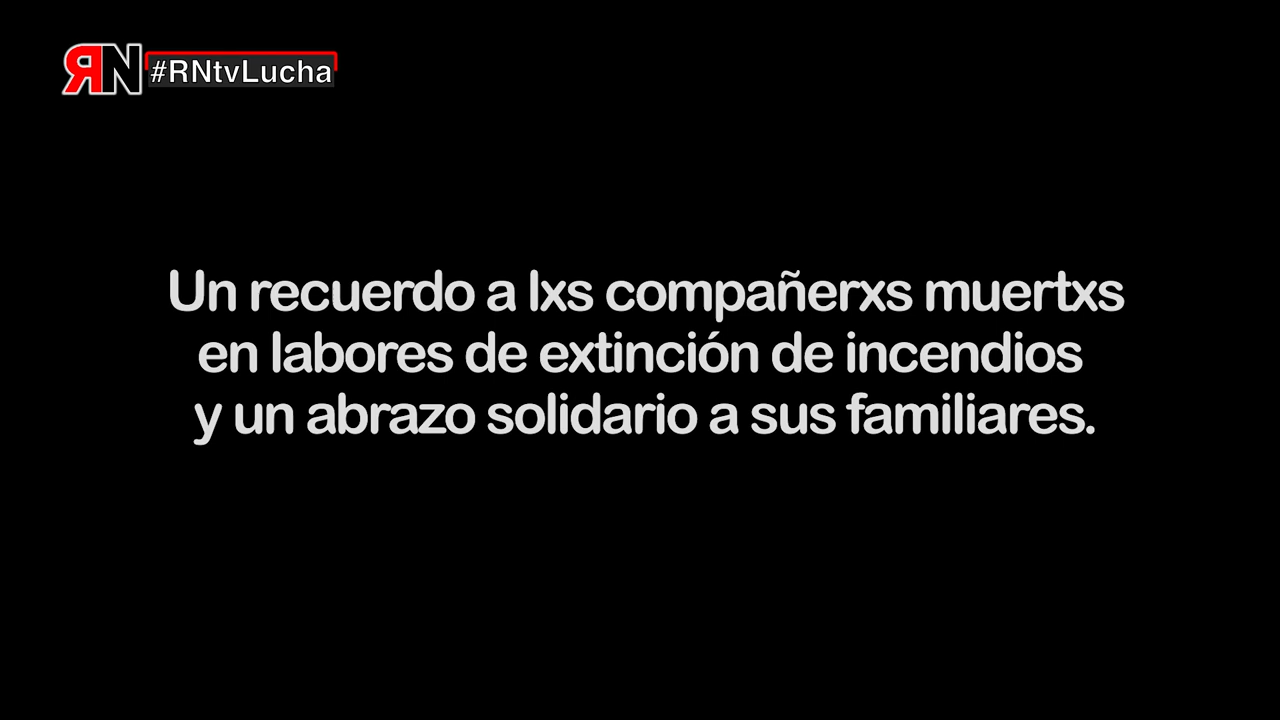 RN #RNtvLucha
Un recuerdo a lxs compañerxs muertxs
en labores de extinción de incendios
y un abrazo solidario a sus familiares.